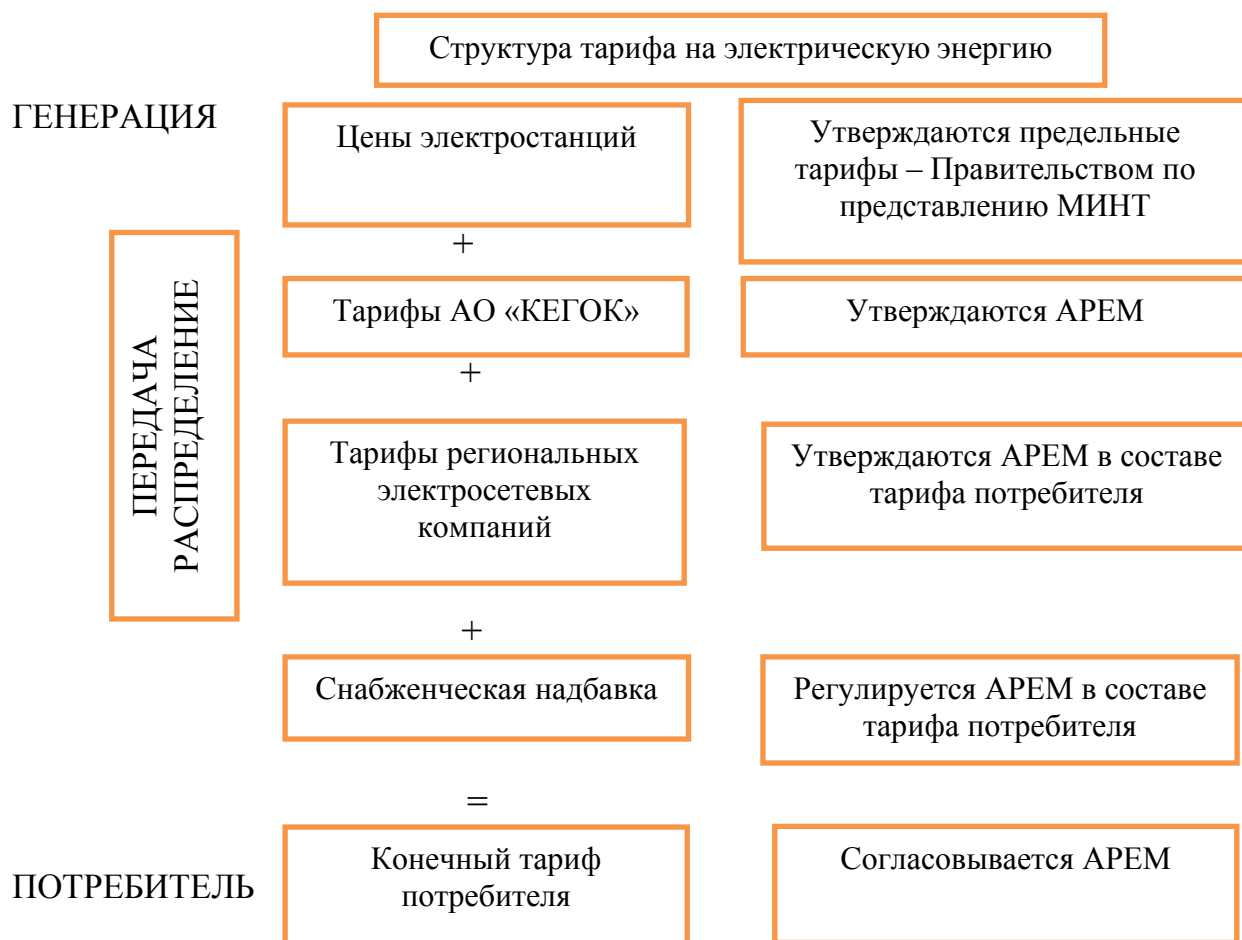 Структура тарифа на электрическую энергию
ГЕНЕРАЦИЯ
Цены электростанций
Утверждаются предельные
тарифы – Правительством по
представлению МИНТ
+
ПЕРЕДАЧА
РАСПРЕДЕЛЕНИЕ
Тарифы АО «КЕГОК»
Утверждаются АРЕМ
+
Тарифы региональных
электросетевых
компаний
Утверждаются АРЕМ в составе
тарифа потребителя
+
Снабженческая надбавка
Регулируется АРЕМ в составе
тарифа потребителя
=
ПОТРЕБИТЕЛЬ
Конечный тариф
потребителя
Согласовывается АРЕМ